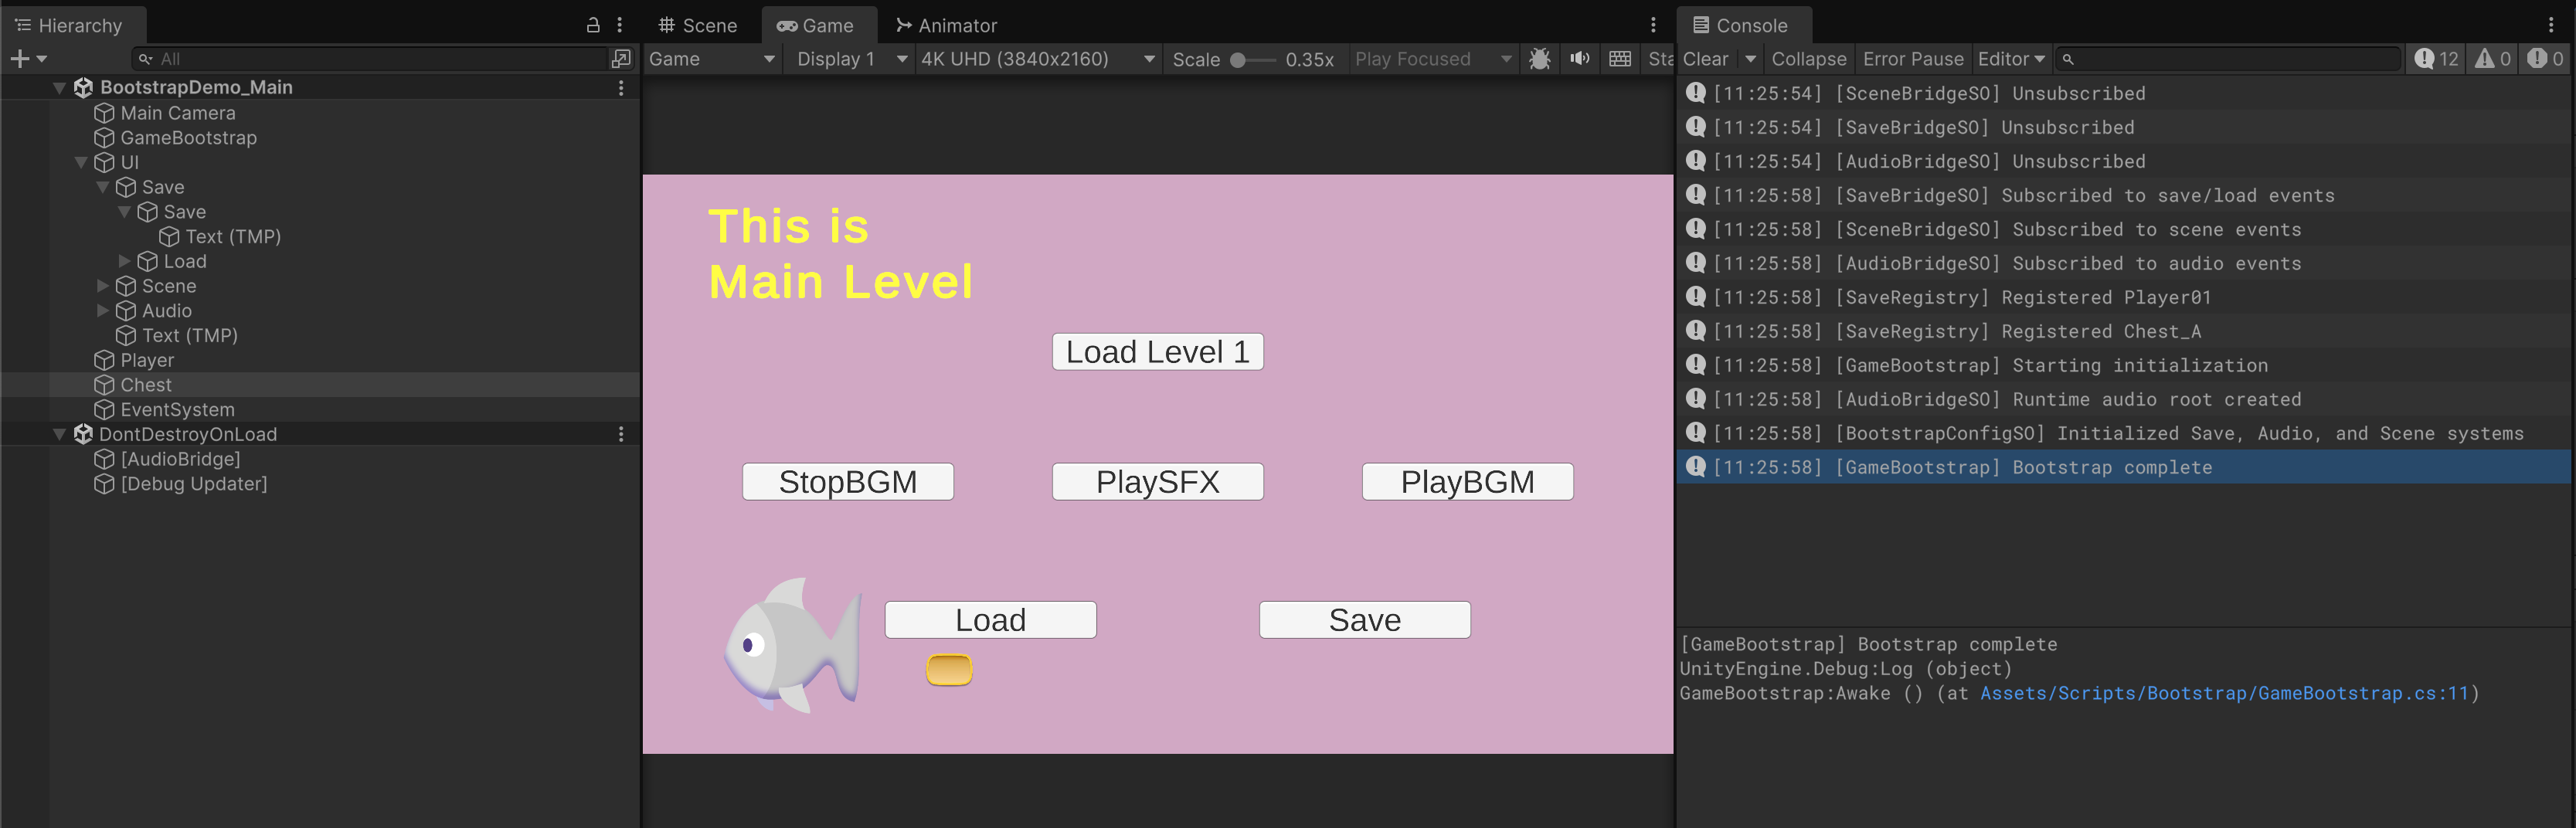 Hierarchy
All
BootstrapDemo_Main
Main Camera
GameBootstrap
UI
Save
Save
Text (TMP)
Load
Scene
Audio
Text (TMP)
Player
Chest
EventSystem
DontDestroyOnLoad
[AudioBridge]
[Debug Updater]
Scene Game Animator
Game Display 1 4K UHD (3840x2160) Scale 0.35x Play Focused Sta
This is
Main Level
Load Level 1
StopBGM PlaySFX PlayBGM
Load Save
Console
Clear Collapse Error Pause Editor 12 0 0
[11:25:54] [SceneBridgeSO] Unsubscribed
[11:25:54] [SaveBridgeSO] Unsubscribed
[11:25:54] [AudioBridgeSO] Unsubscribed
[11:25:58] [SaveBridgeSO] Subscribed to save/load events
[11:25:58] [SceneBridgeSO] Subscribed to scene events
[11:25:58] [AudioBridgeSO] Subscribed to audio events
[11:25:58] [SaveRegistry] Registered Player01
[11:25:58] [SaveRegistry] Registered Chest_A
[11:25:58] [GameBootstrap] Starting initialization
[11:25:58] [AudioBridgeSO] Runtime audio root created
[11:25:58] [BootstrapConfigSO] Initialized Save, Audio, and Scene systems
[11:25:58] [GameBootstrap] Bootstrap complete
[GameBootstrap] Bootstrap complete
UnityEngine.Debug:Log (object)
GameBootstrap:Awake () (at Assets/Scripts/Bootstrap/GameBootstrap.cs:11)